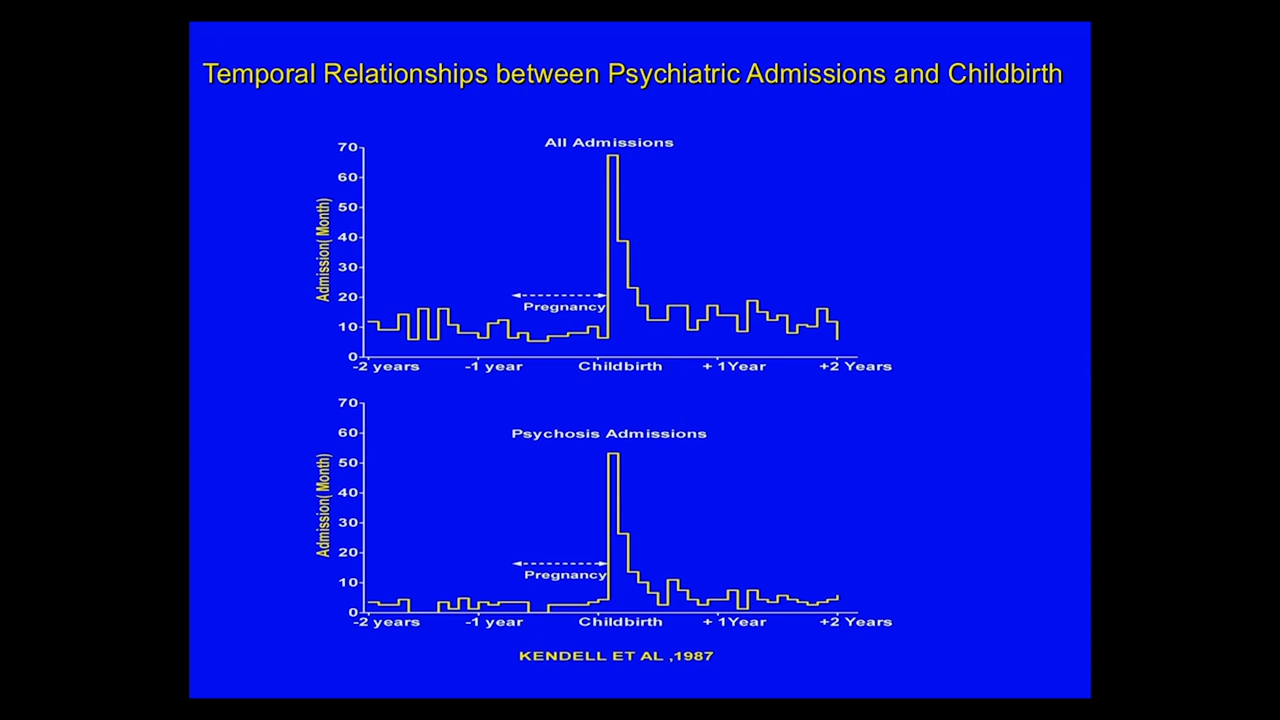 Temporal Relationships between Psychiatric Admissions and Childbirth
All Admissions
Admission( Month)
70
60
50
40
30
20
10
0
Pregnancy
-2 years -1 year Childbirth + 1Year +2 Years
Psychosis Admissions
Admission( Month)
70
60
50
40
30
20
10
0
Pregnancy
-2 years -1 year Childbirth + 1Year +2 Years
KENDELL ET AL ,1987